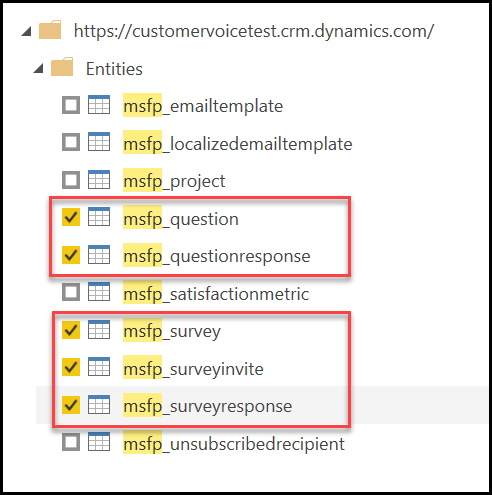 https://customervoicetest.crm.dynamics.com/
Entities
msfp_emailtemplate
msfp_localizedemailtemplate
msfp_project
msfp_question
msfp_questionresponse
msfp_satisfactionmetric
msfp_survey
msfp_surveyinvite
msfp_surveyresponse
msfp_unsubscribedrecipient